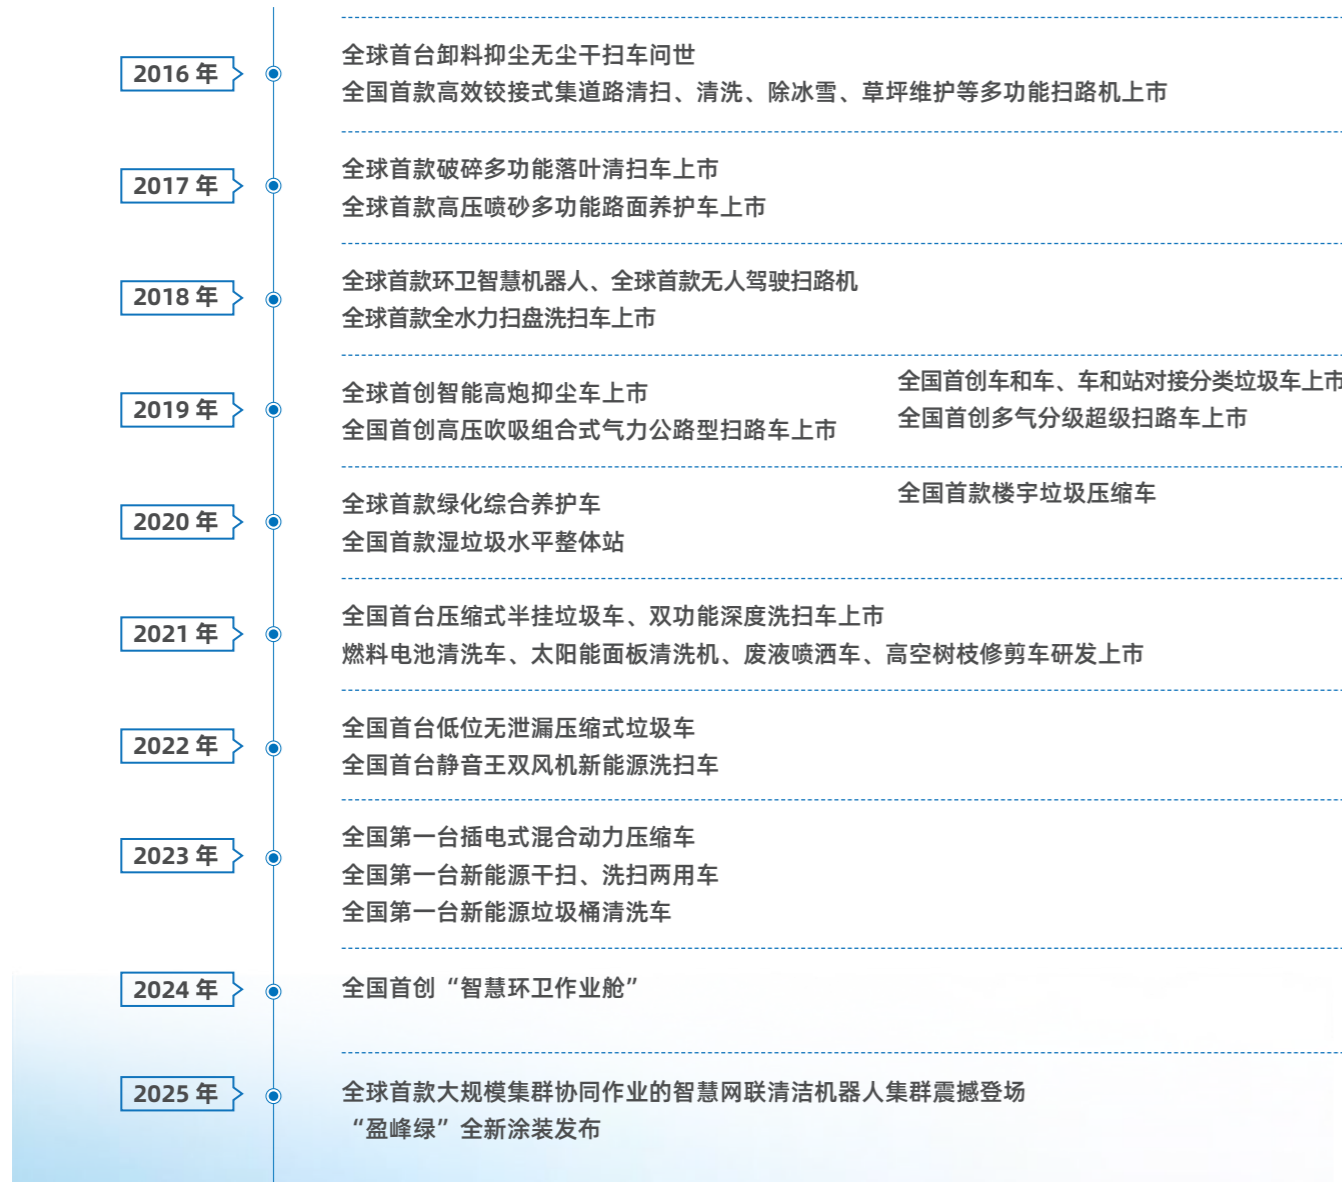 2016 年
全球首台卸料抑尘无尘干扫车问世
全国首款高效铰接式集道路清扫、清洗、除冰雪、草坪维护等多功能扫路机上市
2017 年
全球首款破碎多功能落叶清扫车上市
全球首款高压喷砂多功能路面养护车上市
2018 年
全球首款环卫智慧机器人、全球首款无人驾驶扫路机
全球首款全水力扫盘洗扫车上市
2019 年
全球首创智能高炮抑尘车上市
全国首创高压吹吸组合式气力公路型扫路车上市
全国首创车和车、车和站对接分类垃圾车上市
全国首创多气分级超级扫路车上市
2020 年
全球首款绿化综合养护车
全国首款湿垃圾水平整体站
全国首款楼宇垃圾压缩车
2021 年
全国首台压缩式半挂垃圾车、双功能深度洗扫车上市
燃料电池清洗车、太阳能面板清洗机、废液喷洒车、高空树枝修剪车研发上市
2022 年
全国首台低位无泄漏压缩式垃圾车
全国首台静音王双风机新能源洗扫车
2023 年
全国第一台插电式混合动力压缩车
全国第一台新能源干扫、洗扫两用车
全国第一台新能源垃圾桶清洗车
2024 年
全国首创“智慧环卫作业舱”
2025 年
全球首款大规模集群协同作业的智慧网联清洁机器人集群震撼登场
“盈峰绿”全新涂装发布